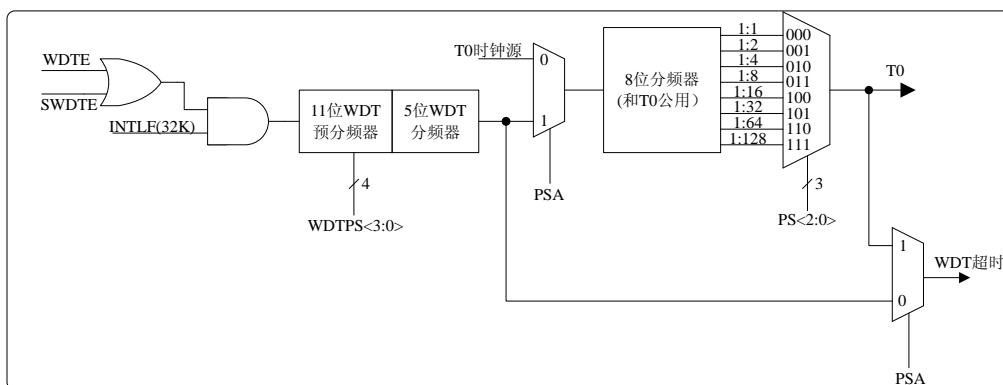 WDTE
SWDTE
INTLF(32K)
11位WDT
预分频器
5位WDT
分频器
4
WDTPS<3:0>
T0时钟源
0
1
PSA
8位分频器
(和T0公用）
1:1
1:2
1:4
1:8
1:16
1:32
1:64
1:128
000
001
010
011
100
101
110
111
3
PS<2:0>
T0
1
0
WDT超时
PSA